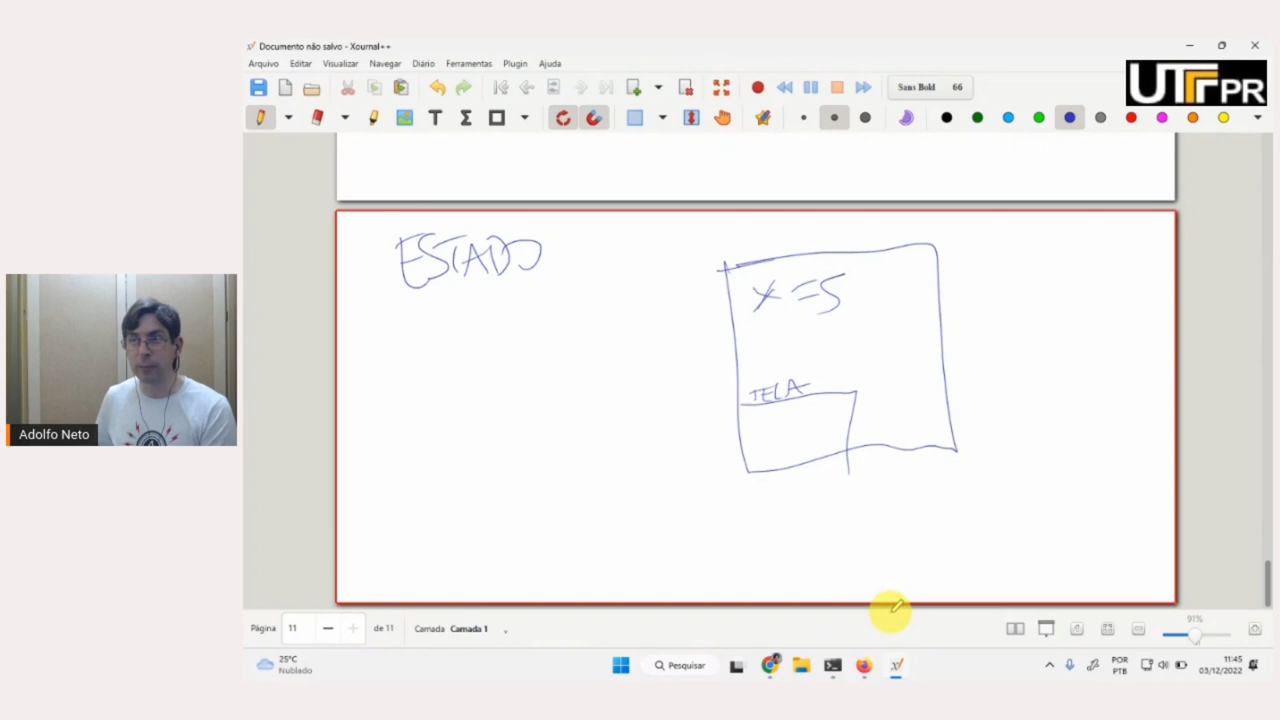 Documento não salvo - Xournal++
Arquivo Editar Visualizar Navegar Diário Ferramentas Plugin Ajuda
Sans Bold 66
UTFPR
ESTADO
x = 5
TELA
Adolfo Neto
Página 11 de 11 Camada Camada 1
91%
25°C
Nublado
Pesquisar
POR
PTB
11:45
03/12/2022